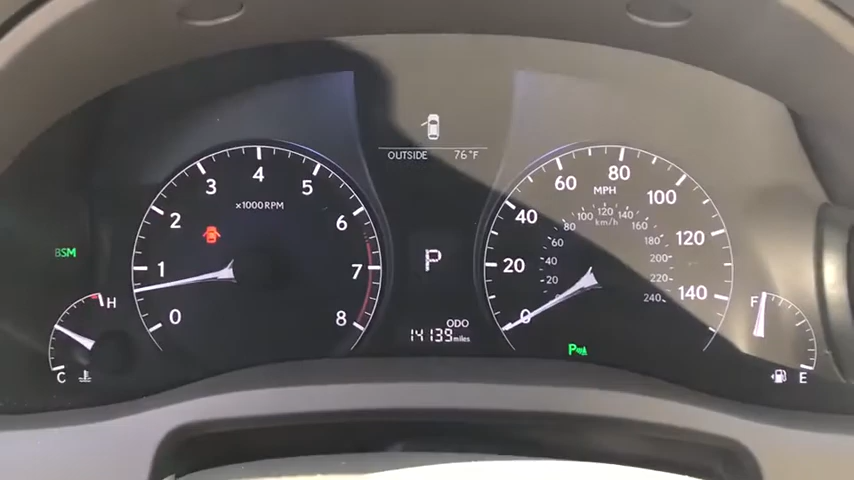 OUTSIDE 76°F
0 1 2 3 4 5 6 7 8
x1000RPM
BSM
H
C
P
ODO
14139 miles
0 20 40 60 80 100 120 140
MPH
20 40 60 80 100 120 140 160 180 200 220 240
km/h
P
F
E